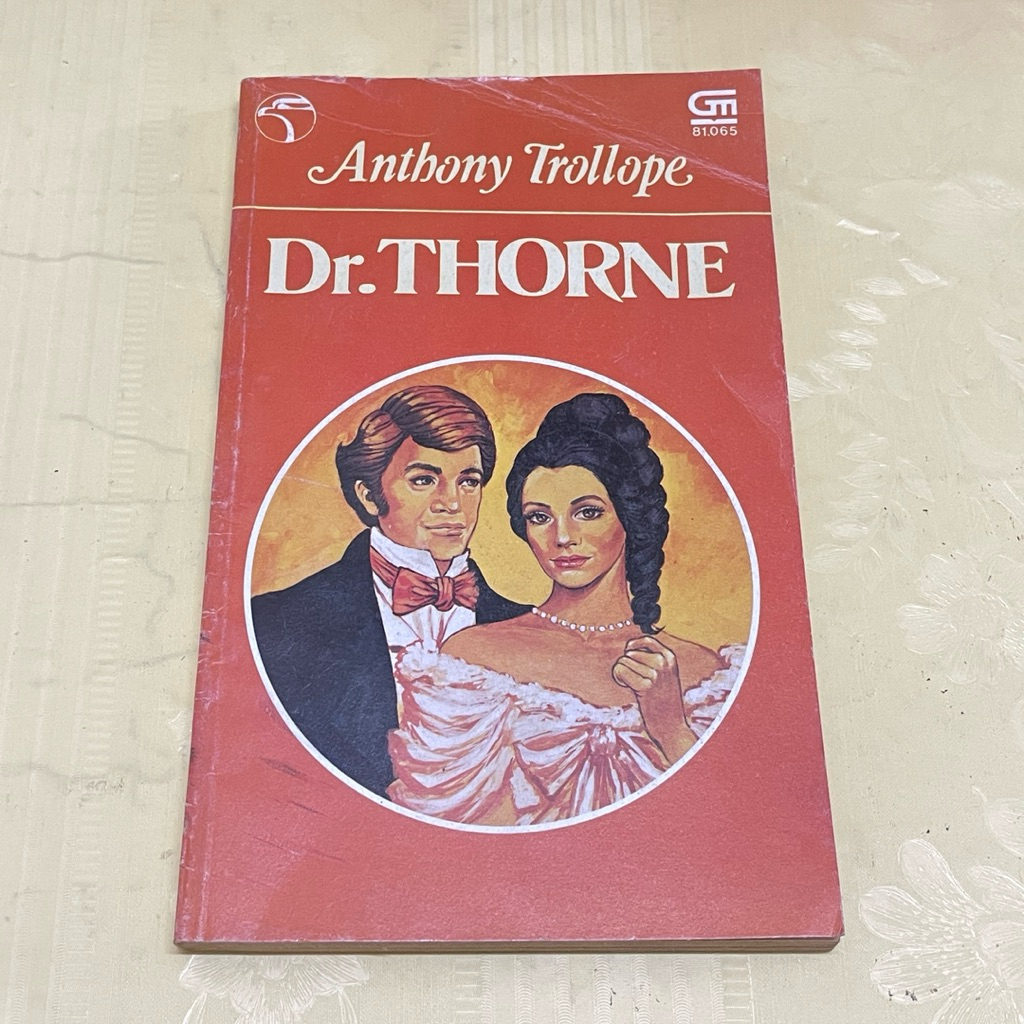 GM
81.065
Anthony Trollope
Dr. THORNE